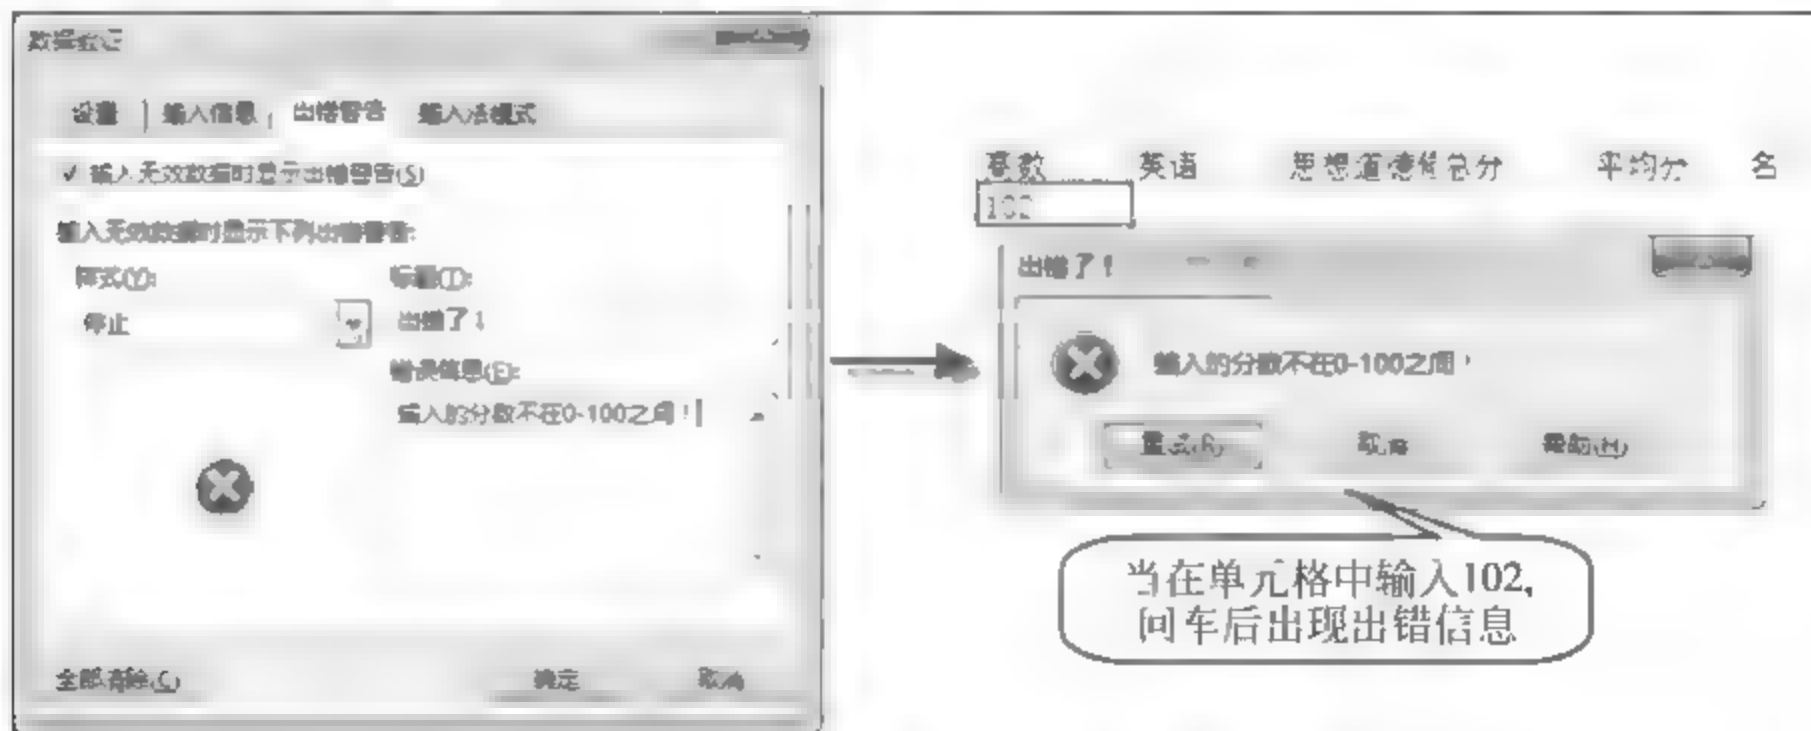 数据验证
设置 输入信息 出错警告 输入法模式
✓ 输入无效数据时显示出错警告(S)
输入无效数据时显示下列出错警告:
样式(Y): 标题(T):
停止 出错了！
错误信息(E):
输入的分数不在0-100之间！
全部清除(C) 确定 取消
高数 英语 思想道德修 总分 平均分 名
102
出错了！
输入的分数不在0-100之间！
重试(R) 取消 帮助(H)
当在单元格中输入102,
回车后出现出错信息